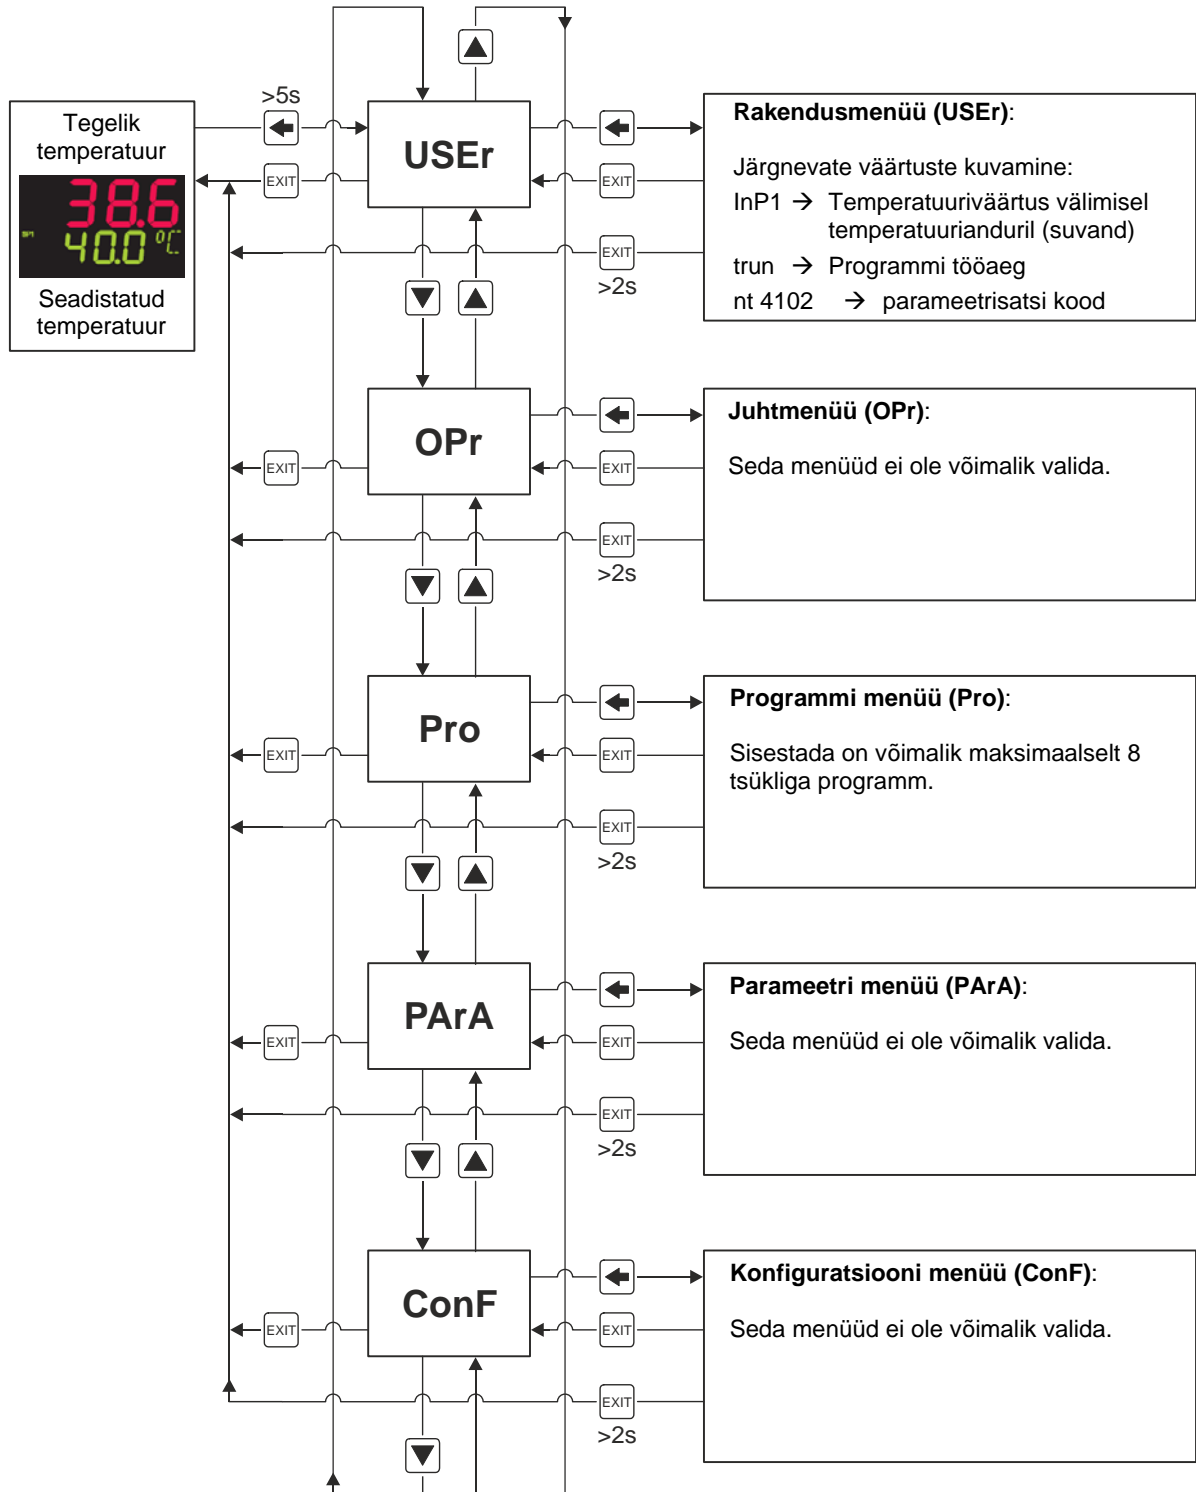 >5s
Tegelik
temperatuur
38.6
SP1
40.0 °C
Seadistatud
temperatuur
EXIT
USEr
EXIT
EXIT
>2s
Rakendusmenüü (USEr):
Järgnevate väärtuste kuvamine:
InP1 → Temperatuuriväärtus välimisel
temperatuurianduril (suvand)
trun → Programmi tööaeg
nt 4102 → parameetrisatsi kood
EXIT
OPr
EXIT
EXIT
>2s
Juhtmenüü (OPr):
Seda menüüd ei ole võimalik valida.
EXIT
Pro
EXIT
EXIT
>2s
Programmi menüü (Pro):
Sisestada on võimalik maksimaalselt 8
tsükliga programm.
EXIT
PArA
EXIT
EXIT
>2s
Parameetri menüü (PArA):
Seda menüüd ei ole võimalik valida.
EXIT
ConF
EXIT
EXIT
>2s
Konfiguratsiooni menüü (ConF):
Seda menüüd ei ole võimalik valida.